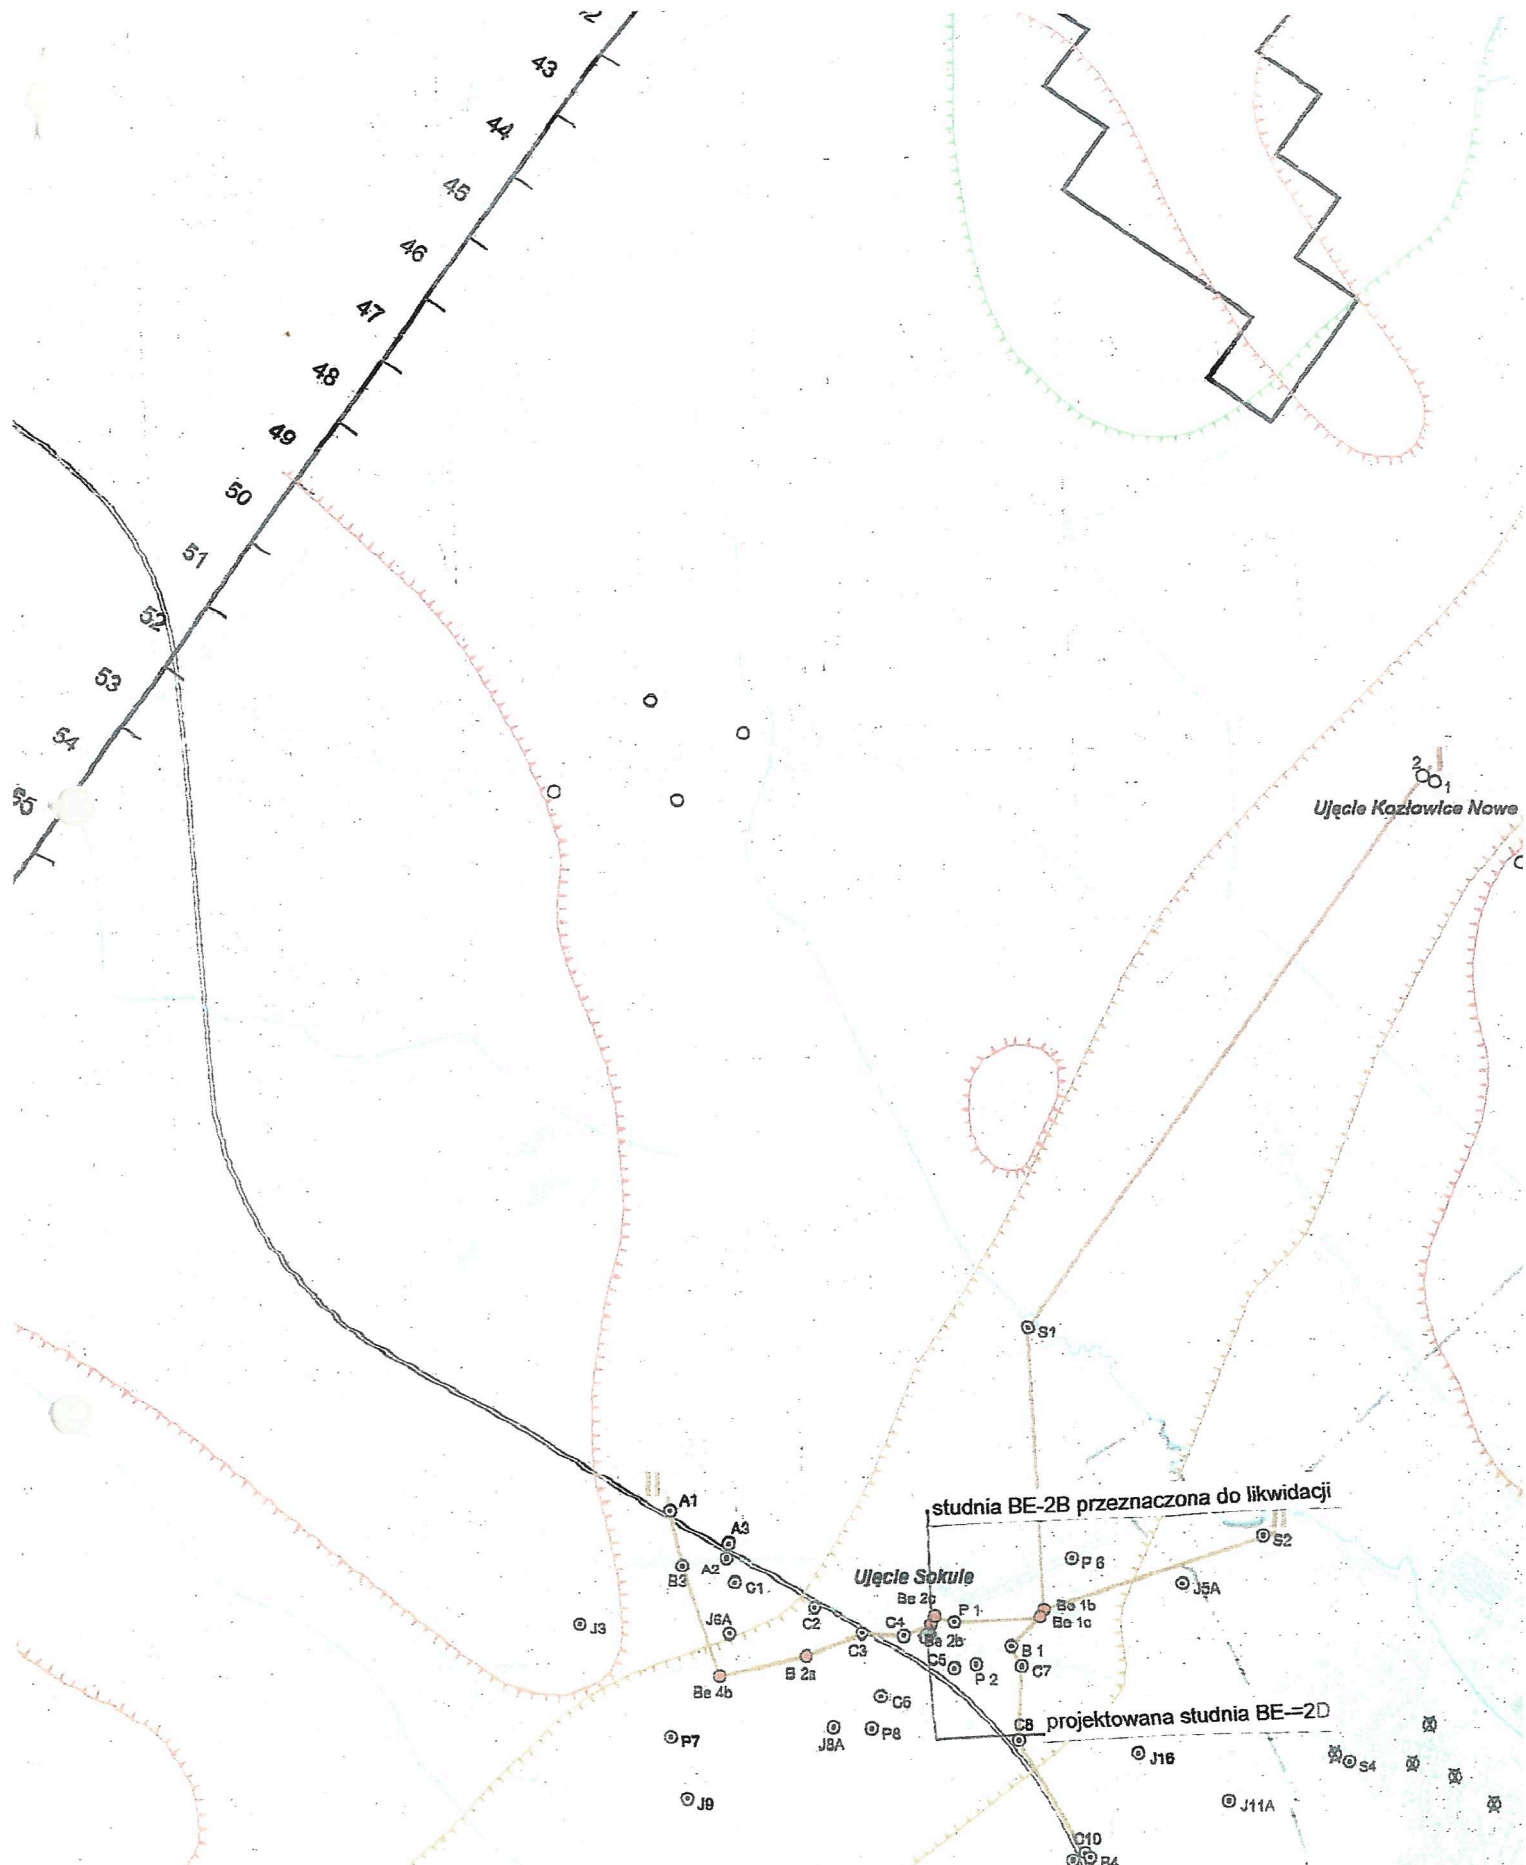 43
44
45
46
47
48
49
50
51
52
53
54
2
1
Ujęcie Kozłowice Nowe
I
S1
II
A1
studnia BE-2B przeznaczona do likwidacji
III
S2
A3
A2
B3
C1
Ujęcie Sokule
P 6
J5A
Be 2c
P 1
Be 1b
Be 1c
J3
J6A
C2
C3
C4
Be 2b
B 1
C5
P 2
C7
Be 4b
B 2a
C6
C8
projektowana studnia BE-=2D
P7
J8A
P8
J16
S4
J9
J11A
C10
B4